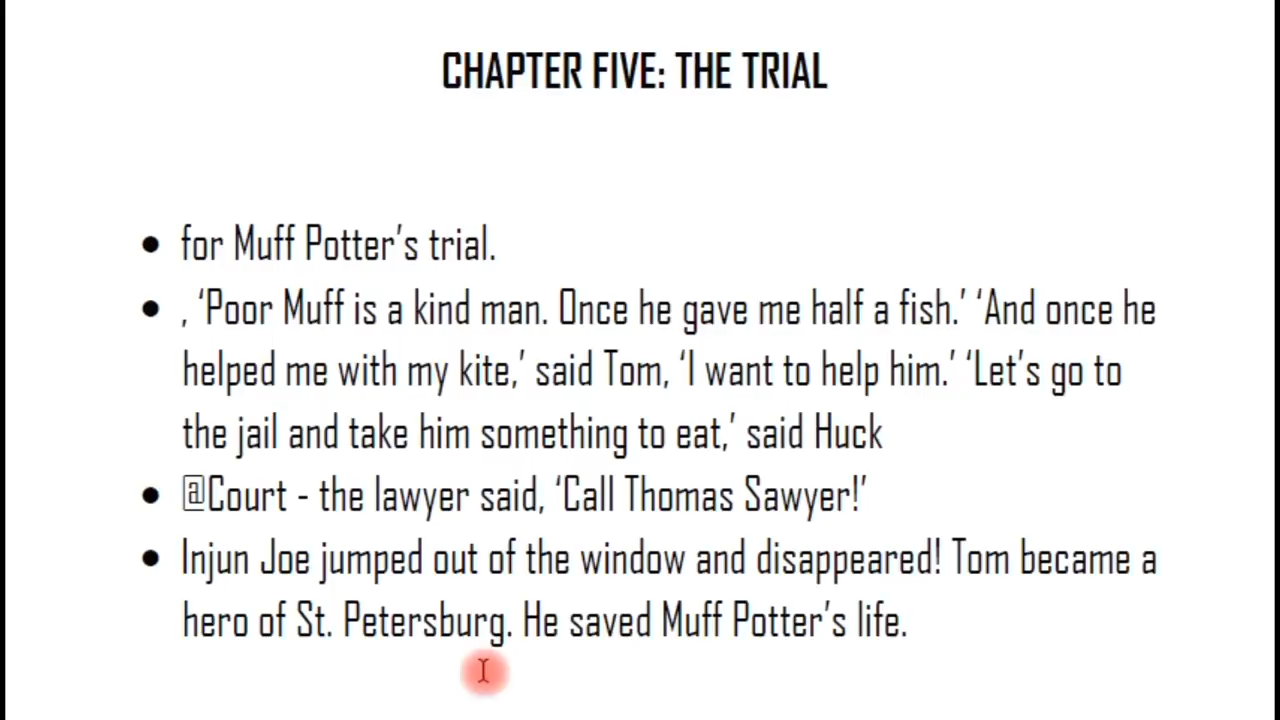 CHAPTER FIVE: THE TRIAL
• for Muff Potter’s trial.
• , ‘Poor Muff is a kind man. Once he gave me half a fish.’ ‘And once he
helped me with my kite,’ said Tom, ‘I want to help him.’ ‘Let’s go to
the jail and take him something to eat,’ said Huck
• @Court - the lawyer said, ‘Call Thomas Sawyer!’
• Injun Joe jumped out of the window and disappeared! Tom became a
hero of St. Petersburg. He saved Muff Potter’s life.